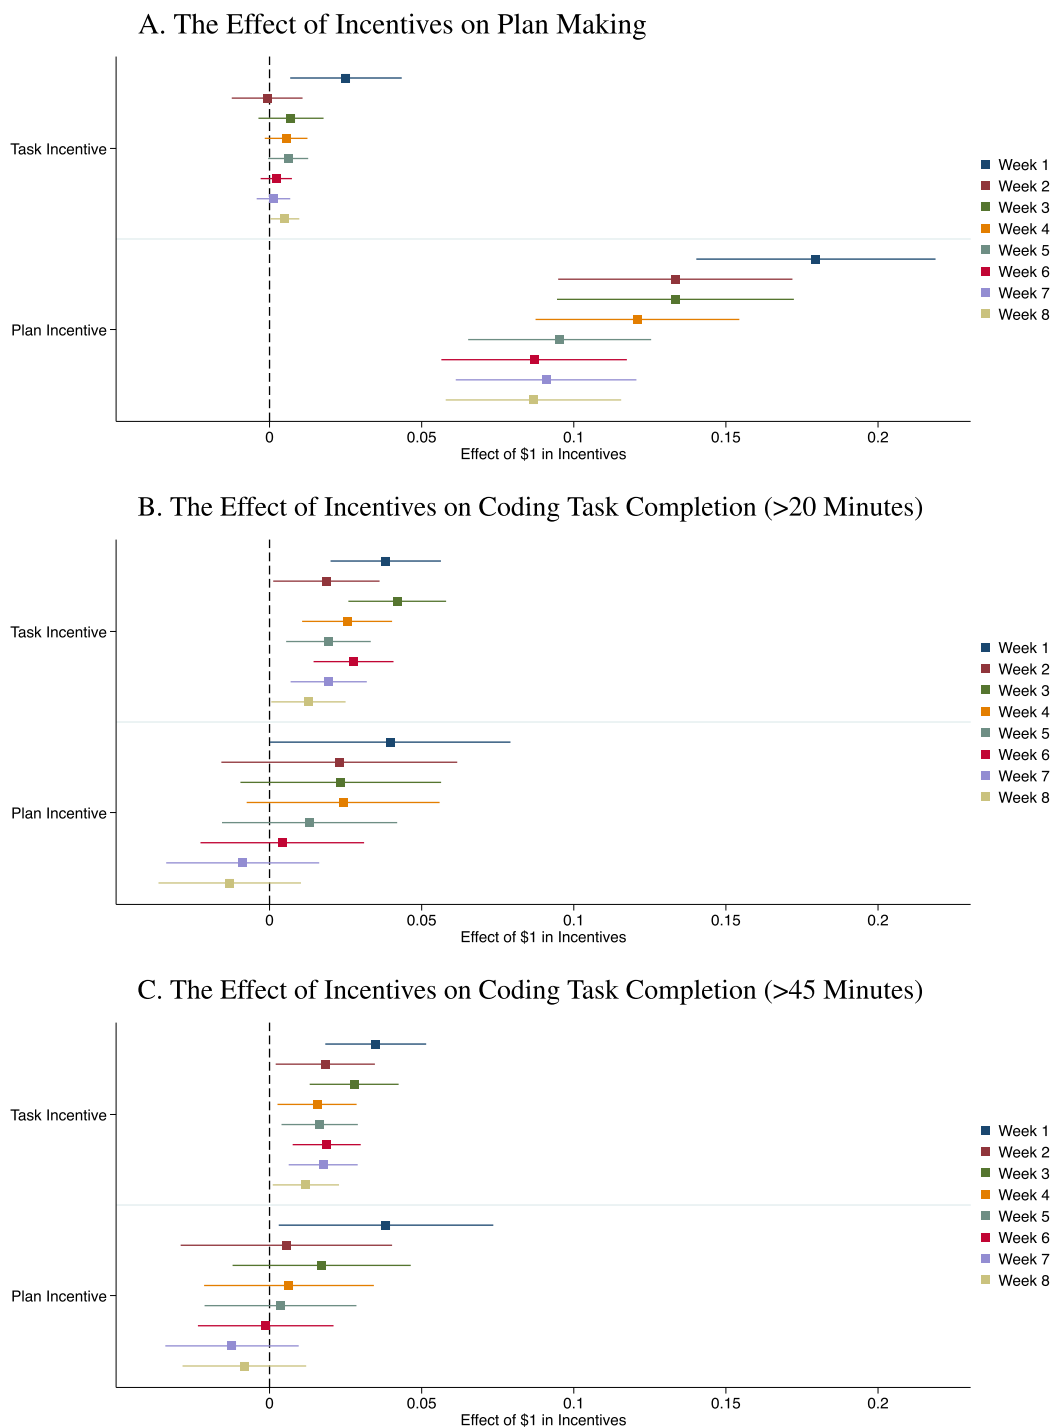 A. The Effect of Incentives on Plan Making
Task Incentive
Plan Incentive
Week 1
Week 2
Week 3
Week 4
Week 5
Week 6
Week 7
Week 8
0 0.05 0.1 0.15 0.2
Effect of $1 in Incentives
B. The Effect of Incentives on Coding Task Completion (>20 Minutes)
Task Incentive
Plan Incentive
Week 1
Week 2
Week 3
Week 4
Week 5
Week 6
Week 7
Week 8
0 0.05 0.1 0.15 0.2
Effect of $1 in Incentives
C. The Effect of Incentives on Coding Task Completion (>45 Minutes)
Task Incentive
Plan Incentive
Week 1
Week 2
Week 3
Week 4
Week 5
Week 6
Week 7
Week 8
0 0.05 0.1 0.15 0.2
Effect of $1 in Incentives